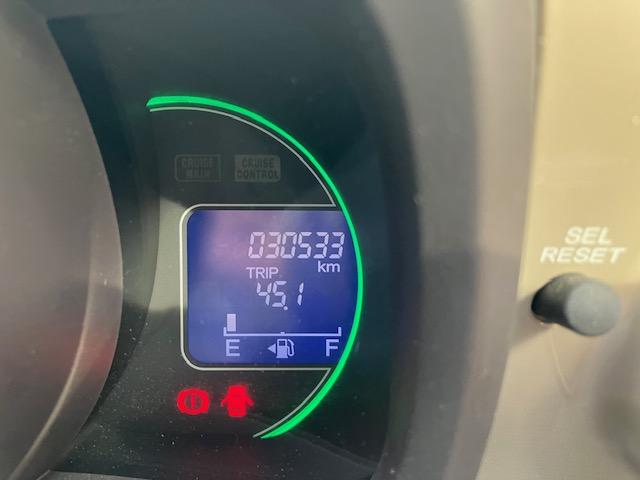 CRUISE
MAIN
CRUISE
CONTROL
030533
km
TRIP
45.1
E
F
SEL
RESET